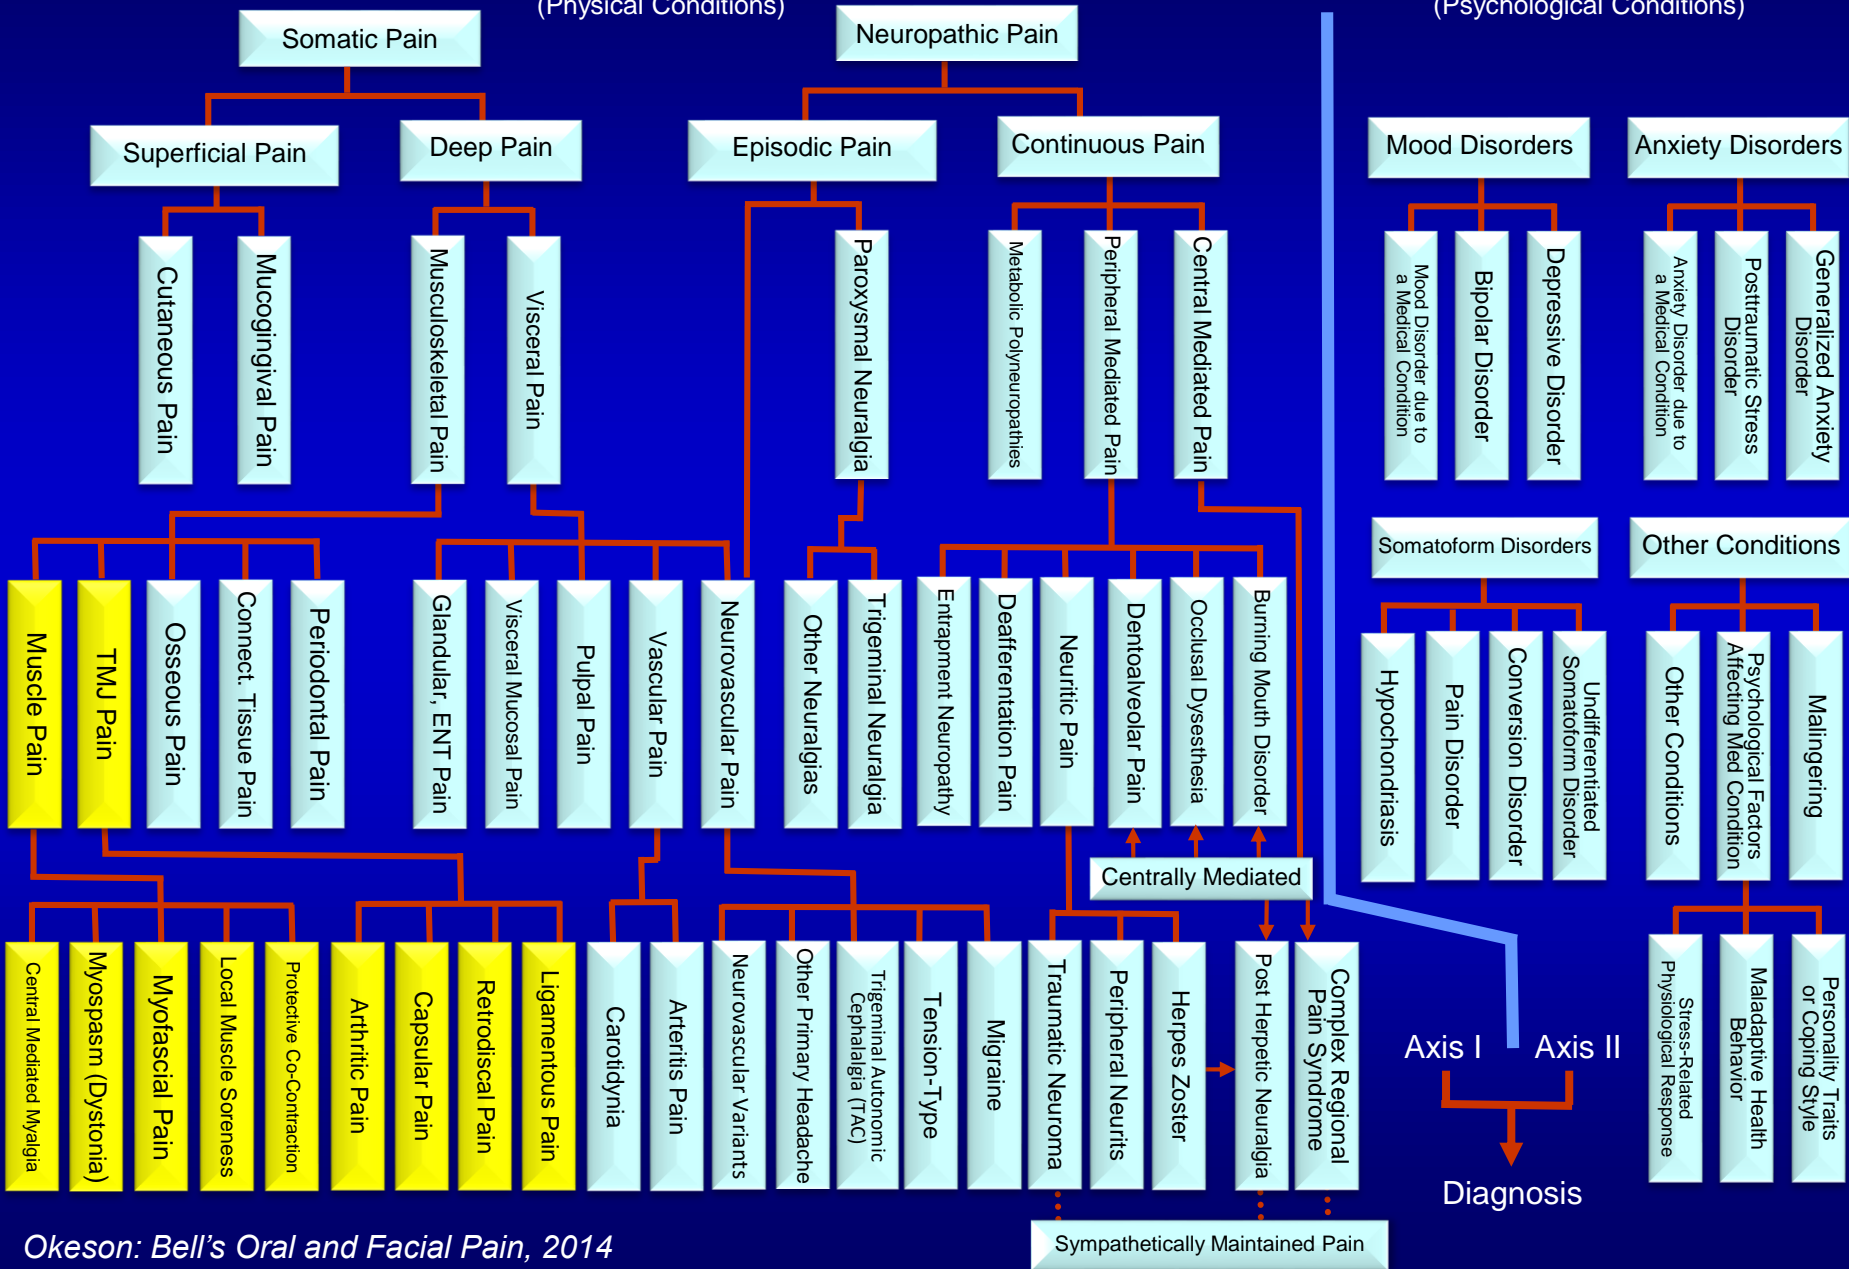 (Physical Conditions)
(Psychological Conditions)
Somatic Pain
Neuropathic Pain
Superficial Pain
Deep Pain
Episodic Pain
Continuous Pain
Mood Disorders
Anxiety Disorders
Cutaneous Pain
Mucogingival Pain
Musculoskeletal Pain
Visceral Pain
Paroxysmal Neuralgia
Metabolic Polyneuropathies
Peripheral Mediated Pain
Central Mediated Pain
Mood Disorder due to
a Medical Condition
Bipolar Disorder
Depressive Disorder
Anxiety Disorder due to
a Medical Condition
Posttraumatic Stress
Disorder
Generalized Anxiety
Disorder
Somatoform Disorders
Other Conditions
Muscle Pain
TMJ Pain
Osseous Pain
Connect. Tissue Pain
Periodontal Pain
Glandular, ENT Pain
Visceral Mucosal Pain
Pulpal Pain
Vascular Pain
Neurovascular Pain
Other Neuralgias
Trigeminal Neuralgia
Entrapment Neuropathy
Deafferentation Pain
Neuritic Pain
Dentoalveolar Pain
Occlusal Dysesthesia
Burning Mouth Disorder
Hypochondriasis
Pain Disorder
Conversion Disorder
Undifferentiated
Somatoform Disorder
Other Conditions
Psychological Factors
Affecting Med Condition
Malingering
Centrally Mediated
Central Mediated Myalgia
Myospasm (Dystonia)
Myofascial Pain
Local Muscle Soreness
Protective Co-Contraction
Arthritic Pain
Capsular Pain
Retrodiscal Pain
Ligamentous Pain
Carotidynia
Arteritis Pain
Neurovascular Variants
Other Primary Headache
Trigeminal Autonomic
Cephalalgia (TAC)
Tension-Type
Migraine
Traumatic Neuroma
Peripheral Neurits
Herpes Zoster
Post Herpetic Neuralgia
Complex Regional
Pain Syndrome
Stress-Related
Physiological Response
Maladaptive Health
Behavior
Personality Traits
or Coping Style
Axis I
Axis II
Diagnosis
Sympathetically Maintained Pain
Okeson: Bell's Oral and Facial Pain, 2014